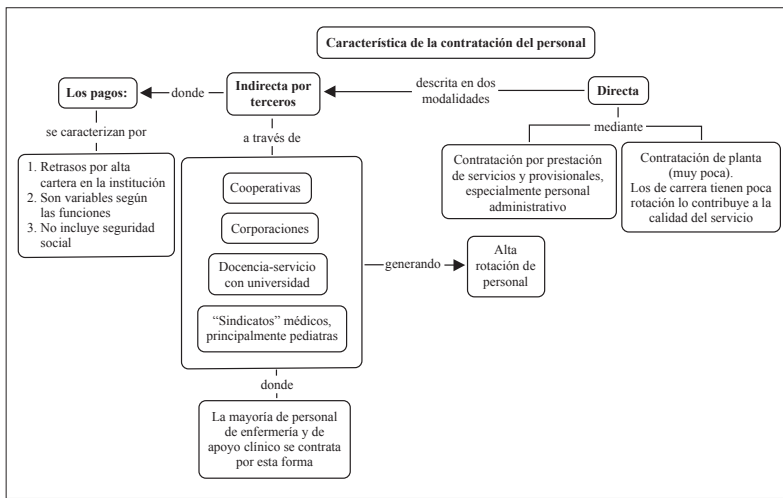 Característica de la contratación del personal
Los pagos:
donde
Indirecta por
terceros
descrita en dos
modalidades
Directa
se caracterizan por
a través de
mediante
1. Retrasos por alta
cartera en la institución
2. Son variables según
las funciones
3. No incluye seguridad
social
Cooperativas
Corporaciones
Docencia-servicio
con universidad
“Sindicatos” médicos,
principalmente pediatras
Contratación por prestación
de servicios y provisionales,
especialmente personal
administrativo
Contratación de planta
(muy poca).
Los de carrera tienen poca
rotación lo contribuye a la
calidad del servicio
generando
Alta
rotación de
personal
donde
La mayoría de personal
de enfermería y de
apoyo clínico se contrata
por esta forma